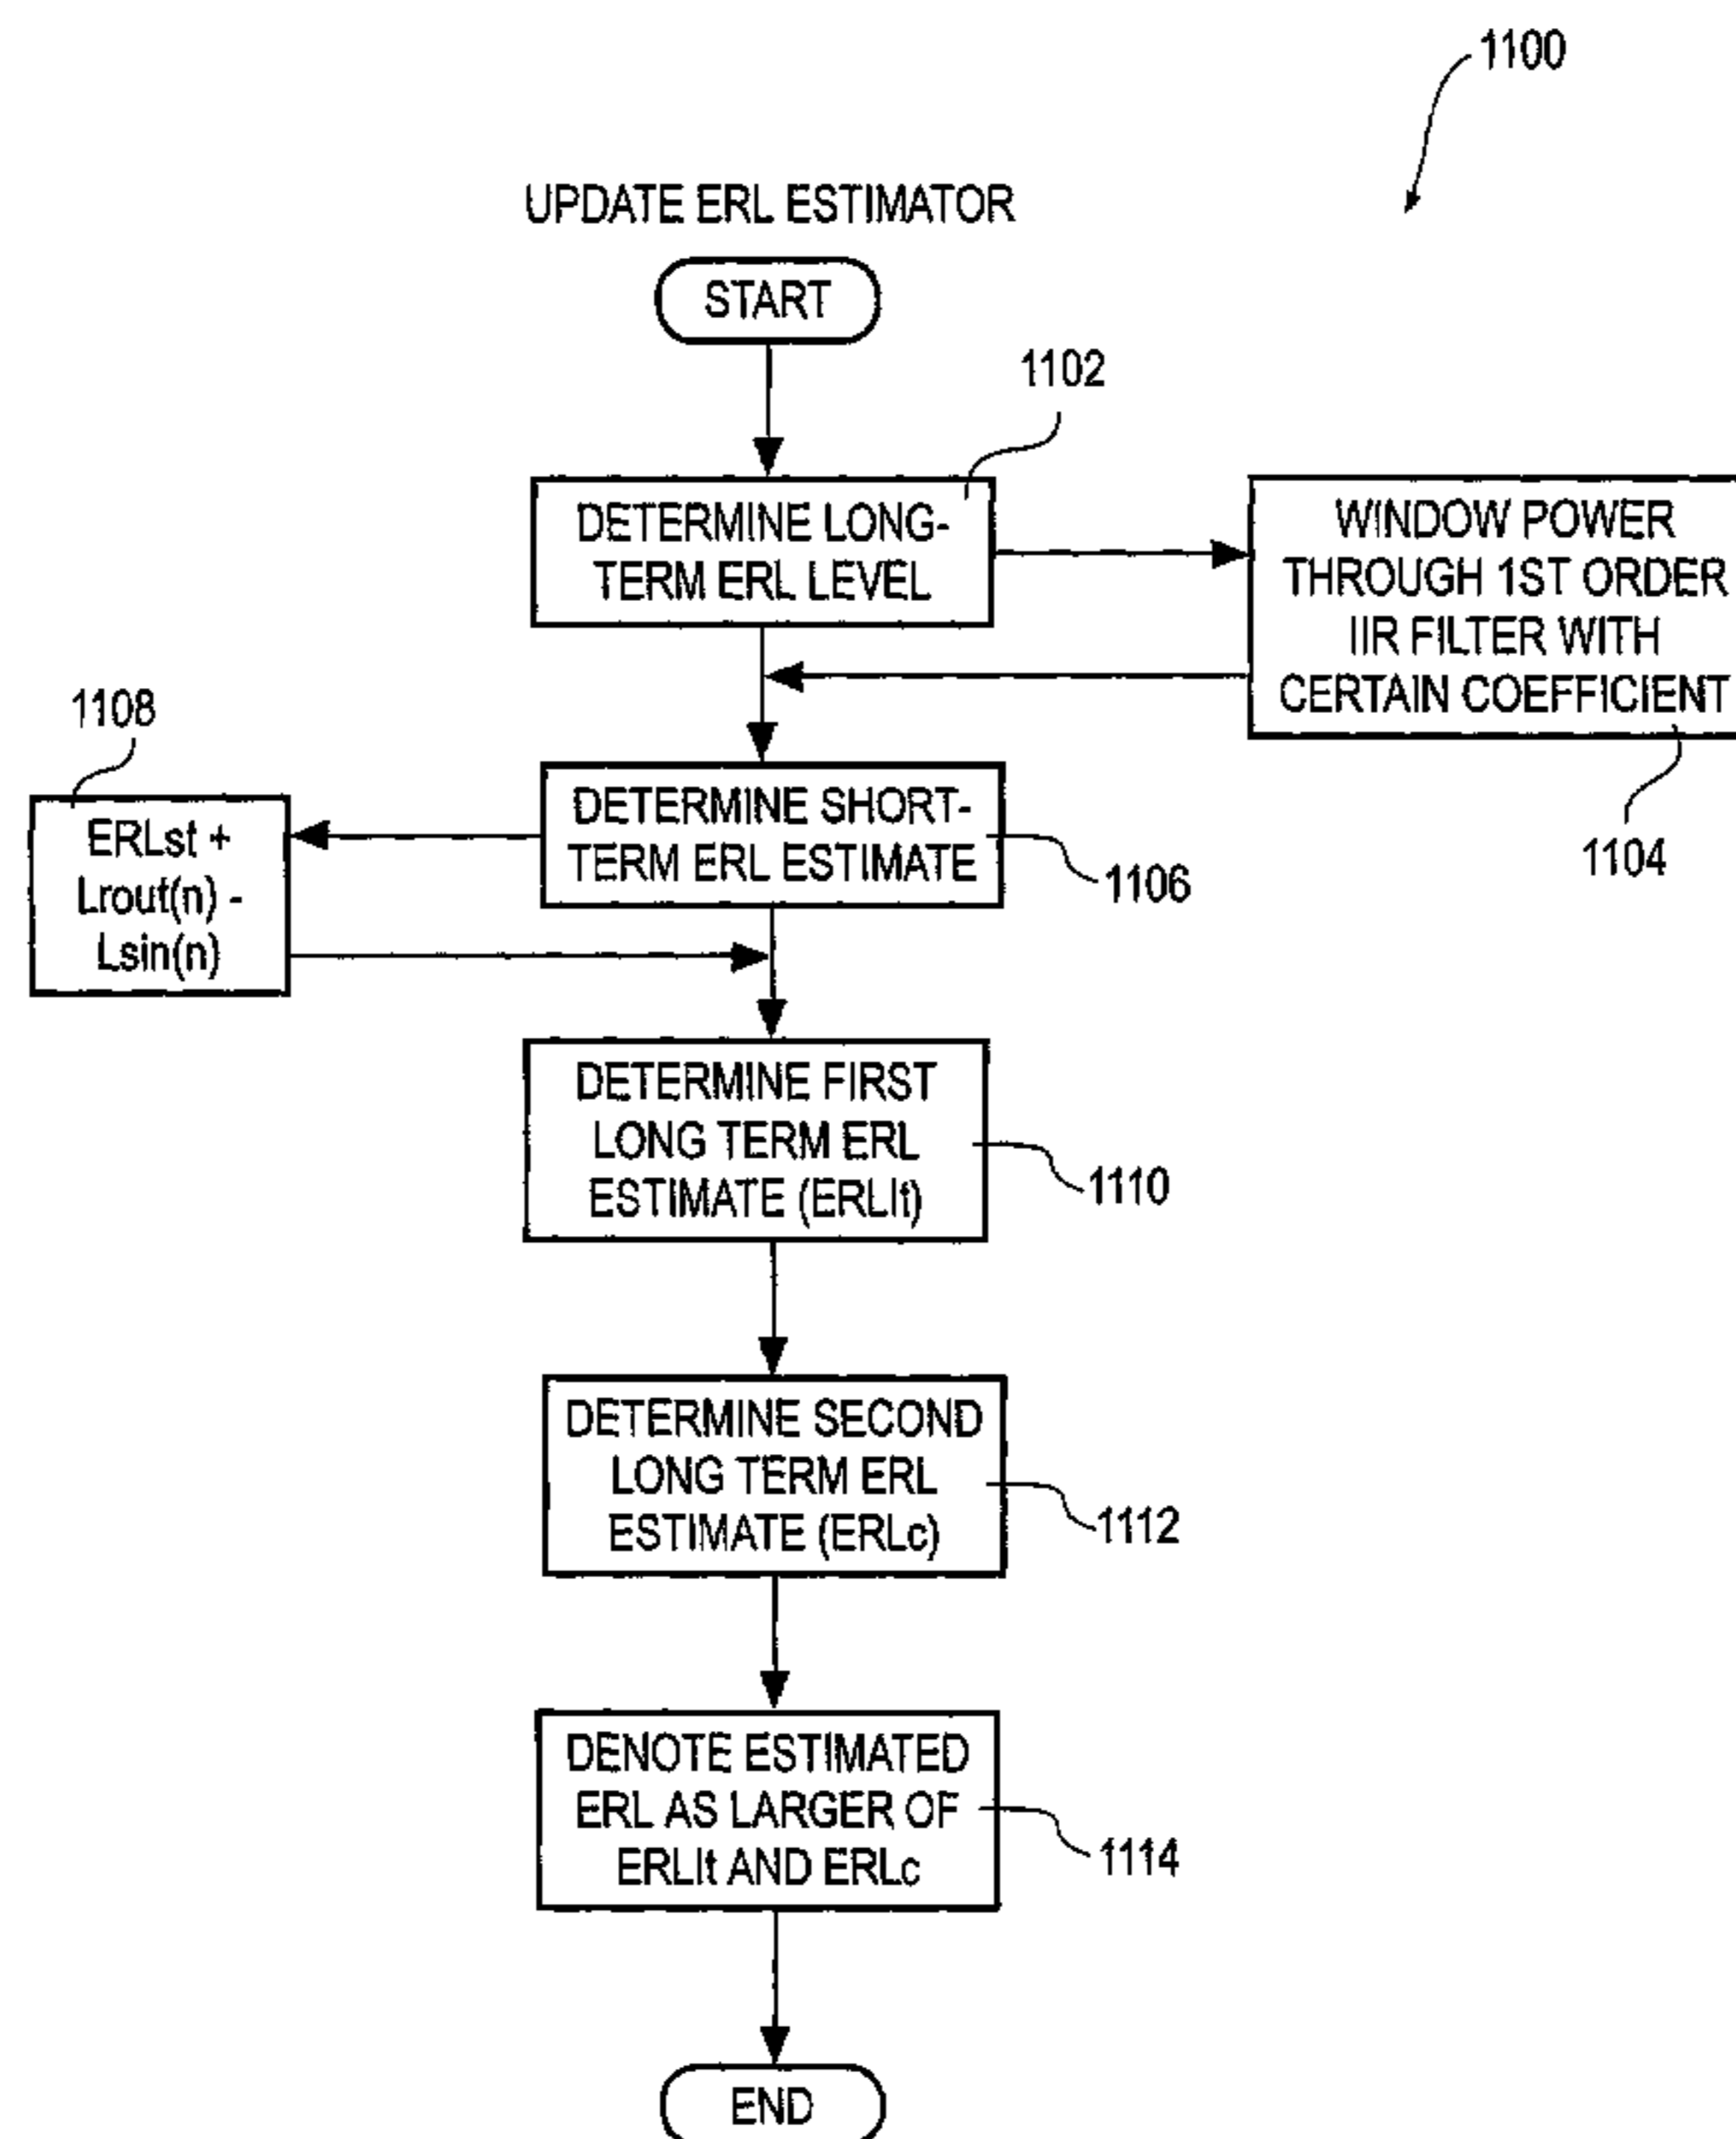 1100
UPDATE ERL ESTIMATOR
START
1102
DETERMINE LONG-
TERM ERL LEVEL
WINDOW POWER
THROUGH 1ST ORDER
IIR FILTER WITH
CERTAIN COEFFICIENT
1104
DETERMINE SHORT-
TERM ERL ESTIMATE
1106
1108
ERLst +
Lrout(n) -
Lsin(n)
DETERMINE FIRST
LONG TERM ERL
ESTIMATE (ERLlt)
1110
DETERMINE SECOND
LONG TERM ERL
ESTIMATE (ERLc)
1112
DENOTE ESTIMATED
ERL AS LARGER OF
ERLlt AND ERLc
1114
END